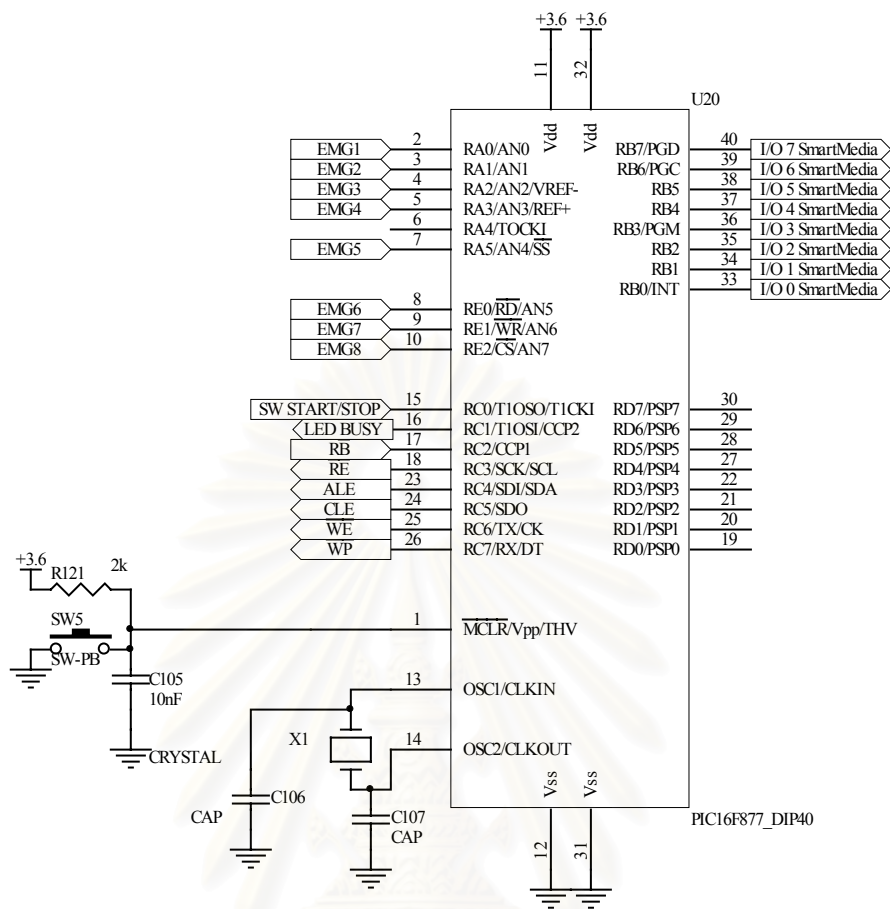 +3.6 +3.6
11 32
U20
Vdd Vdd
EMG1 2 RA0/AN0 RB7/PGD 40 I/O 7 SmartMedia
EMG2 3 RA1/AN1 RB6/PGC 39 I/O 6 SmartMedia
EMG3 4 RA2/AN2/VREF- RB5 38 I/O 5 SmartMedia
EMG4 5 RA3/AN3/REF+ RB4 37 I/O 4 SmartMedia
6 RA4/TOCKI RB3/PGM 36 I/O 3 SmartMedia
EMG5 7 RA5/AN4/SS RB2 35 I/O 2 SmartMedia
RB1 34 I/O 1 SmartMedia
RB0/INT 33 I/O 0 SmartMedia
EMG6 8 RE0/RD/AN5
EMG7 9 RE1/WR/AN6
EMG8 10 RE2/CS/AN7
SW START/STOP 15 RC0/T1OSO/T1CKI RD7/PSP7 30
LED BUSY 16 RC1/T1OSI/CCP2 RD6/PSP6 29
RB 17 RC2/CCP1 RD5/PSP5 28
RE 18 RC3/SCK/SCL RD4/PSP4 27
ALE 23 RC4/SDI/SDA RD3/PSP3 22
CLE 24 RC5/SDO RD2/PSP2 21
WE 25 RC6/TX/CK RD1/PSP1 20
WP 26 RC7/RX/DT RD0/PSP0 19
+3.6
R121 2k
SW5
SW-PB
1 MCLR/Vpp/THV
C105
10nF
13 OSC1/CLKIN
CRYSTAL
X1
14 OSC2/CLKOUT
C106
CAP
C107
CAP
Vss Vss
12 31
PIC16F877_DIP40